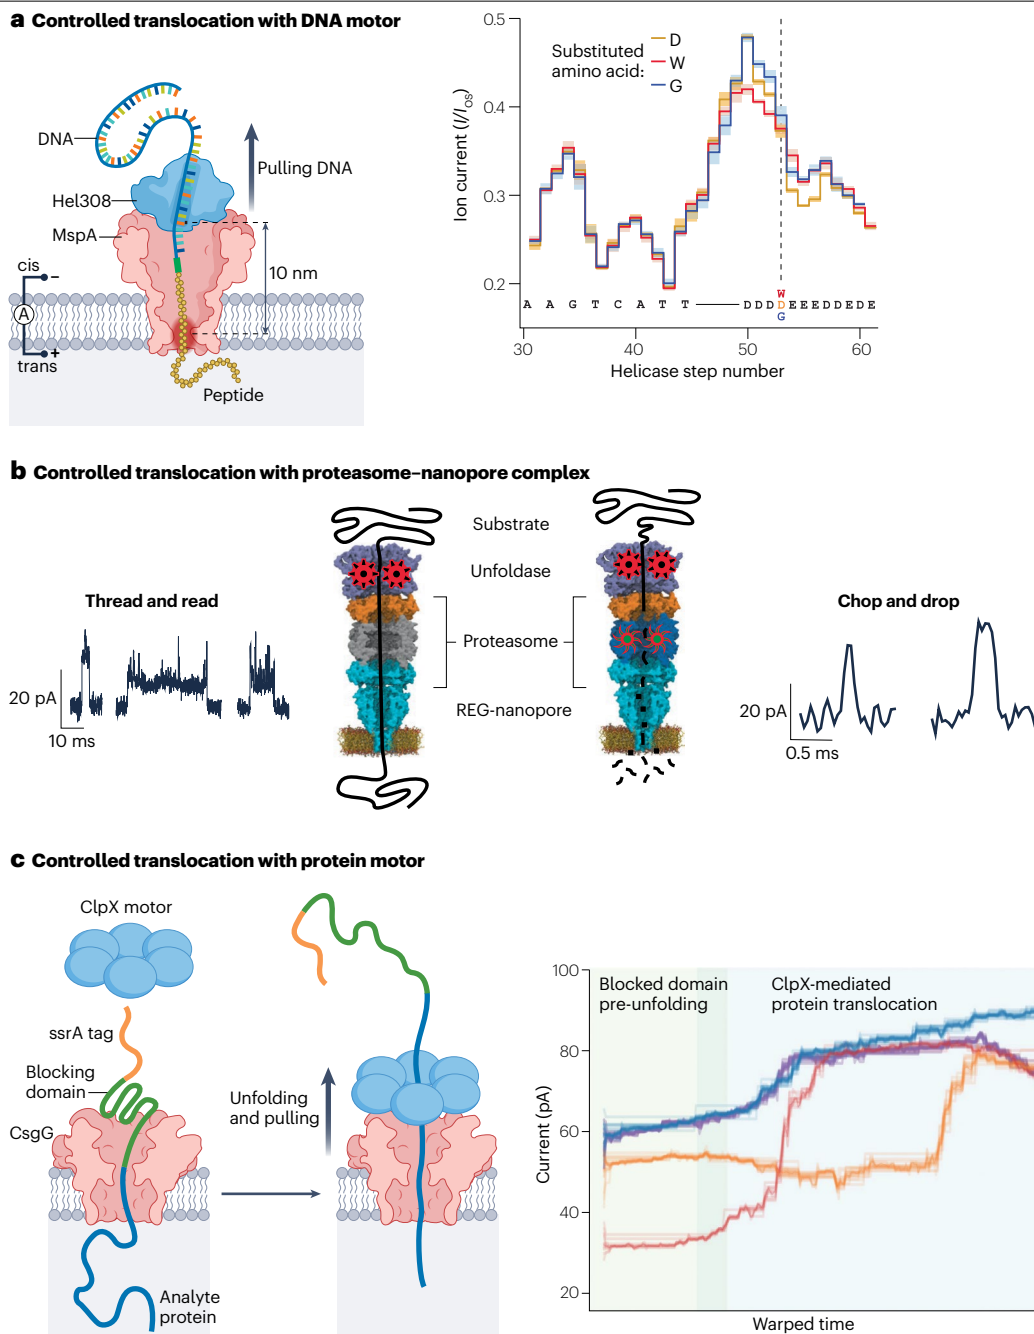 a Controlled translocation with DNA motor
DNA
Hel308
MspA
cis
–
A
+
trans
Pulling DNA
10 nm
Peptide
Substituted
amino acid:
D
W
G
Ion current (I/I_OS)
0.5
0.4
0.3
0.2
A A G T C A T T
W
D D D D E E E D D E D E
G
30
40
50
60
Helicase step number
b Controlled translocation with proteasome–nanopore complex
Thread and read
20 pA
10 ms
Substrate
Unfoldase
Proteasome
REG-nanopore
Chop and drop
20 pA
0.5 ms
c Controlled translocation with protein motor
ClpX motor
ssrA tag
Blocking
domain
CsgG
Analyte
protein
Unfolding
and pulling
Blocked domain
pre-unfolding
ClpX-mediated
protein translocation
Current (pA)
100
80
60
40
20
Warped time